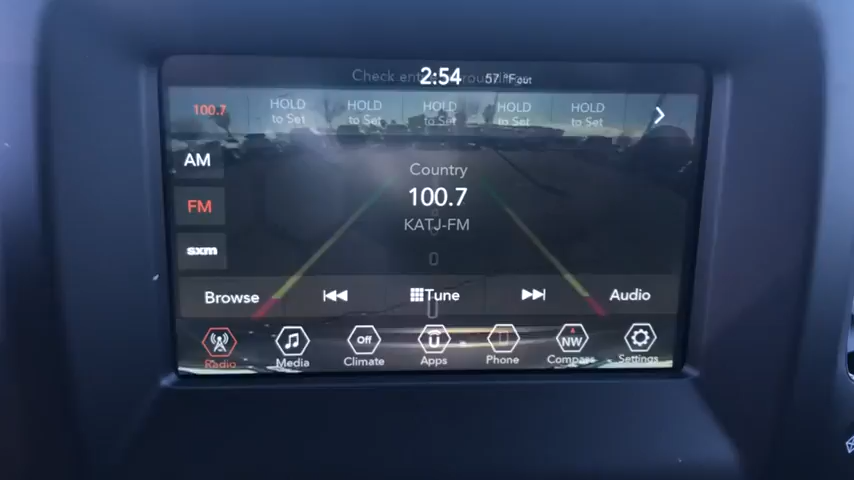 Check entire surroundings
2:54
57 °F out
100.7
HOLD to Set
HOLD to Set
HOLD to Set
HOLD to Set
HOLD to Set
AM
FM
sxm
Country
100.7
KATJ-FM
Browse
Tune
Audio
Off
NW
Radio
Media
Climate
Apps
Phone
Compass
Settings